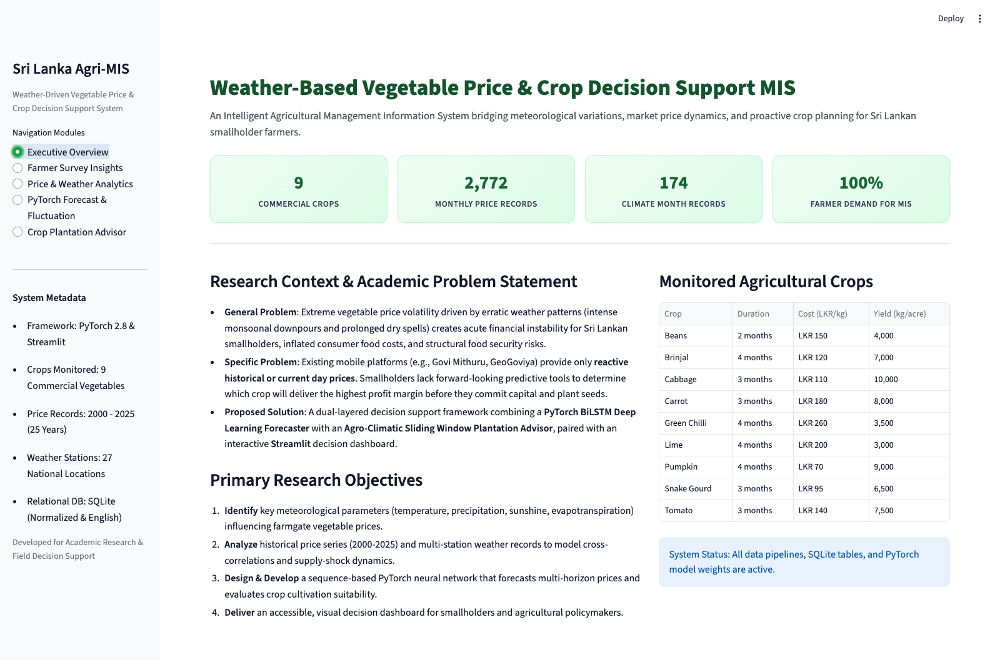 Deploy
Sri Lanka Agri-MIS
Weather-Driven Vegetable Price &
Crop Decision Support System
Navigation Modules
Executive Overview
Farmer Survey Insights
Price & Weather Analytics
PyTorch Forecast &
Fluctuation
Crop Plantation Advisor
System Metadata
• Framework: PyTorch 2.8 &
Streamlit
• Crops Monitored: 9
Commercial Vegetables
• Price Records: 2000 - 2025
(25 Years)
• Weather Stations: 27
National Locations
• Relational DB: SQLite
(Normalized & English)
Developed for Academic Research &
Field Decision Support
Weather-Based Vegetable Price & Crop Decision Support MIS
An Intelligent Agricultural Management Information System bridging meteorological variations, market price dynamics, and proactive crop planning for Sri Lankan
smallholder farmers.
9
COMMERCIAL CROPS
2,772
MONTHLY PRICE RECORDS
174
CLIMATE MONTH RECORDS
100%
FARMER DEMAND FOR MIS
Research Context & Academic Problem Statement
• General Problem: Extreme vegetable price volatility driven by erratic weather patterns (intense
monsoonal downpours and prolonged dry spells) creates acute financial instability for Sri Lankan
smallholders, inflated consumer food costs, and structural food security risks.
• Specific Problem: Existing mobile platforms (e.g., Govi Mithuru, GeoGoviya) provide only reactive
historical or current day prices. Smallholders lack forward-looking predictive tools to determine
which crop will deliver the highest profit margin before they commit capital and plant seeds.
• Proposed Solution: A dual-layered decision support framework combining a PyTorch BiLSTM Deep
Learning Forecaster with an Agro-Climatic Sliding Window Plantation Advisor, paired with an
interactive Streamlit decision dashboard.
Primary Research Objectives
1. Identify key meteorological parameters (temperature, precipitation, sunshine, evapotranspiration)
influencing farmgate vegetable prices.
2. Analyze historical price series (2000-2025) and multi-station weather records to model cross-
correlations and supply-shock dynamics.
3. Design & Develop a sequence-based PyTorch neural network that forecasts multi-horizon prices and
evaluates crop cultivation suitability.
4. Deliver an accessible, visual decision dashboard for smallholders and agricultural policymakers.
Monitored Agricultural Crops
Crop Duration Cost (LKR/kg) Yield (kg/acre)
Beans 2 months LKR 150 4,000
Brinjal 4 months LKR 120 7,000
Cabbage 3 months LKR 110 10,000
Carrot 3 months LKR 180 8,000
Green Chilli 4 months LKR 260 3,500
Lime 4 months LKR 200 3,000
Pumpkin 4 months LKR 70 9,000
Snake Gourd 3 months LKR 95 6,500
Tomato 3 months LKR 140 7,500
System Status: All data pipelines, SQLite tables, and PyTorch
model weights are active.